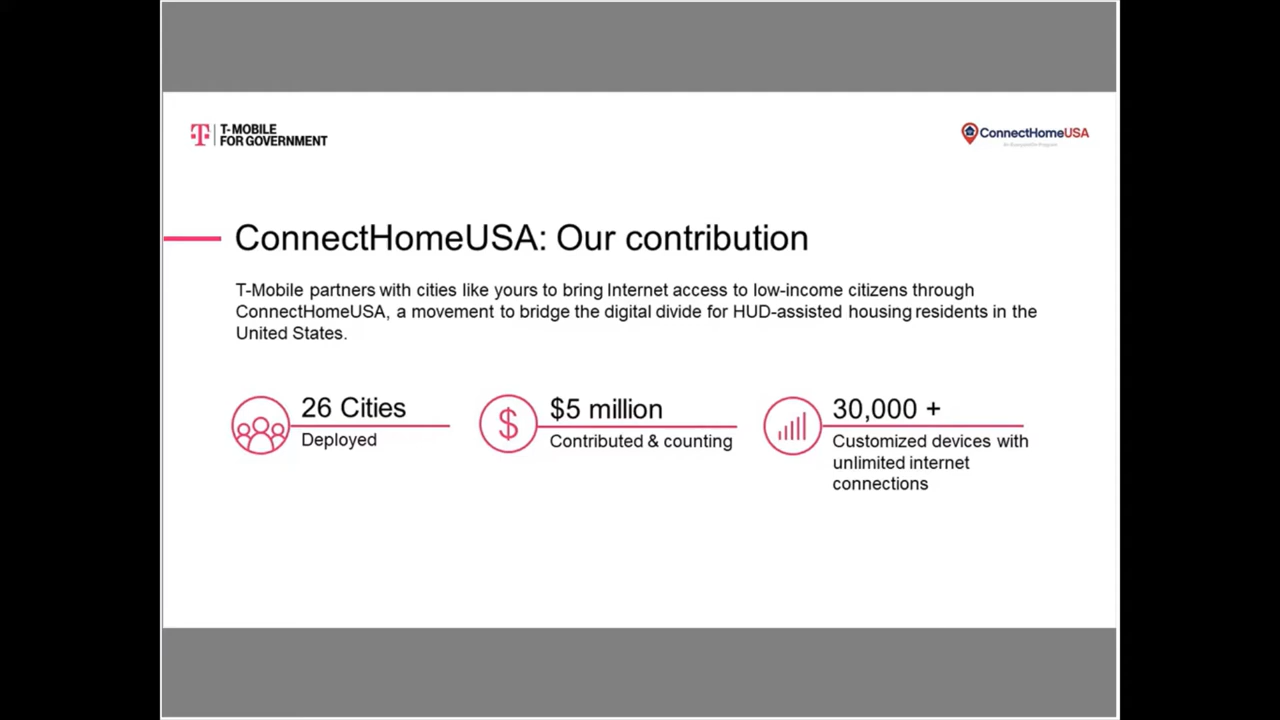 T-MOBILE
FOR GOVERNMENT
ConnectHomeUSA
ConnectHomeUSA: Our contribution
T-Mobile partners with cities like yours to bring Internet access to low-income citizens through
ConnectHomeUSA, a movement to bridge the digital divide for HUD-assisted housing residents in the
United States.
26 Cities
Deployed
$5 million
Contributed & counting
30,000 +
Customized devices with
unlimited internet
connections